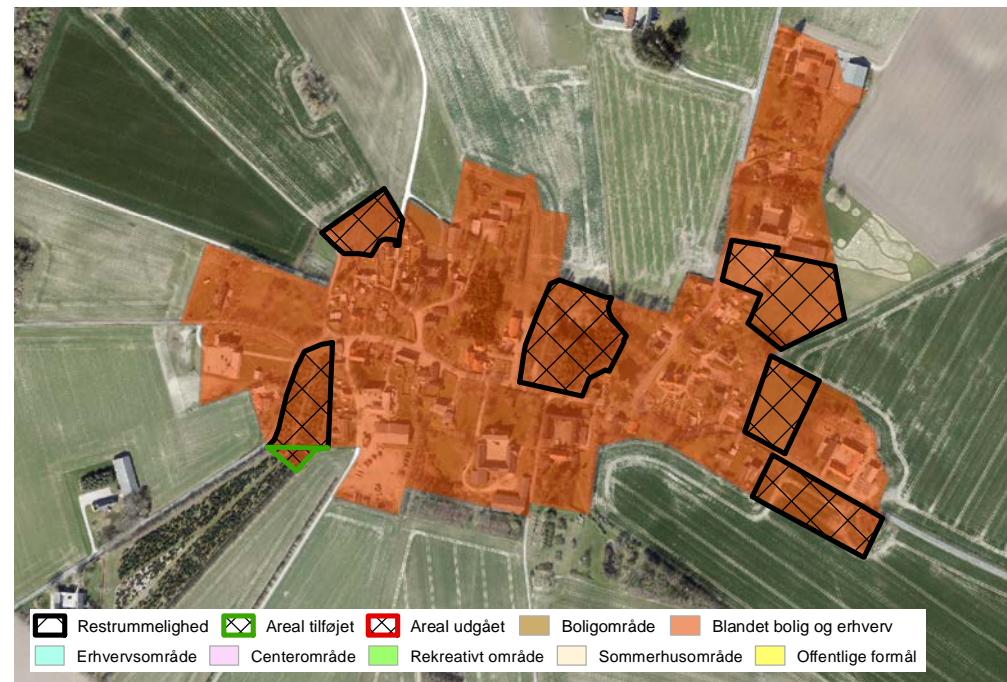 Restrummelighed Areal tilføjet Areal udgået Boligområde Blandet bolig og erhverv
Erhvervsområde Centerområde Rekreativt område Sommerhusområde Offentlige formål